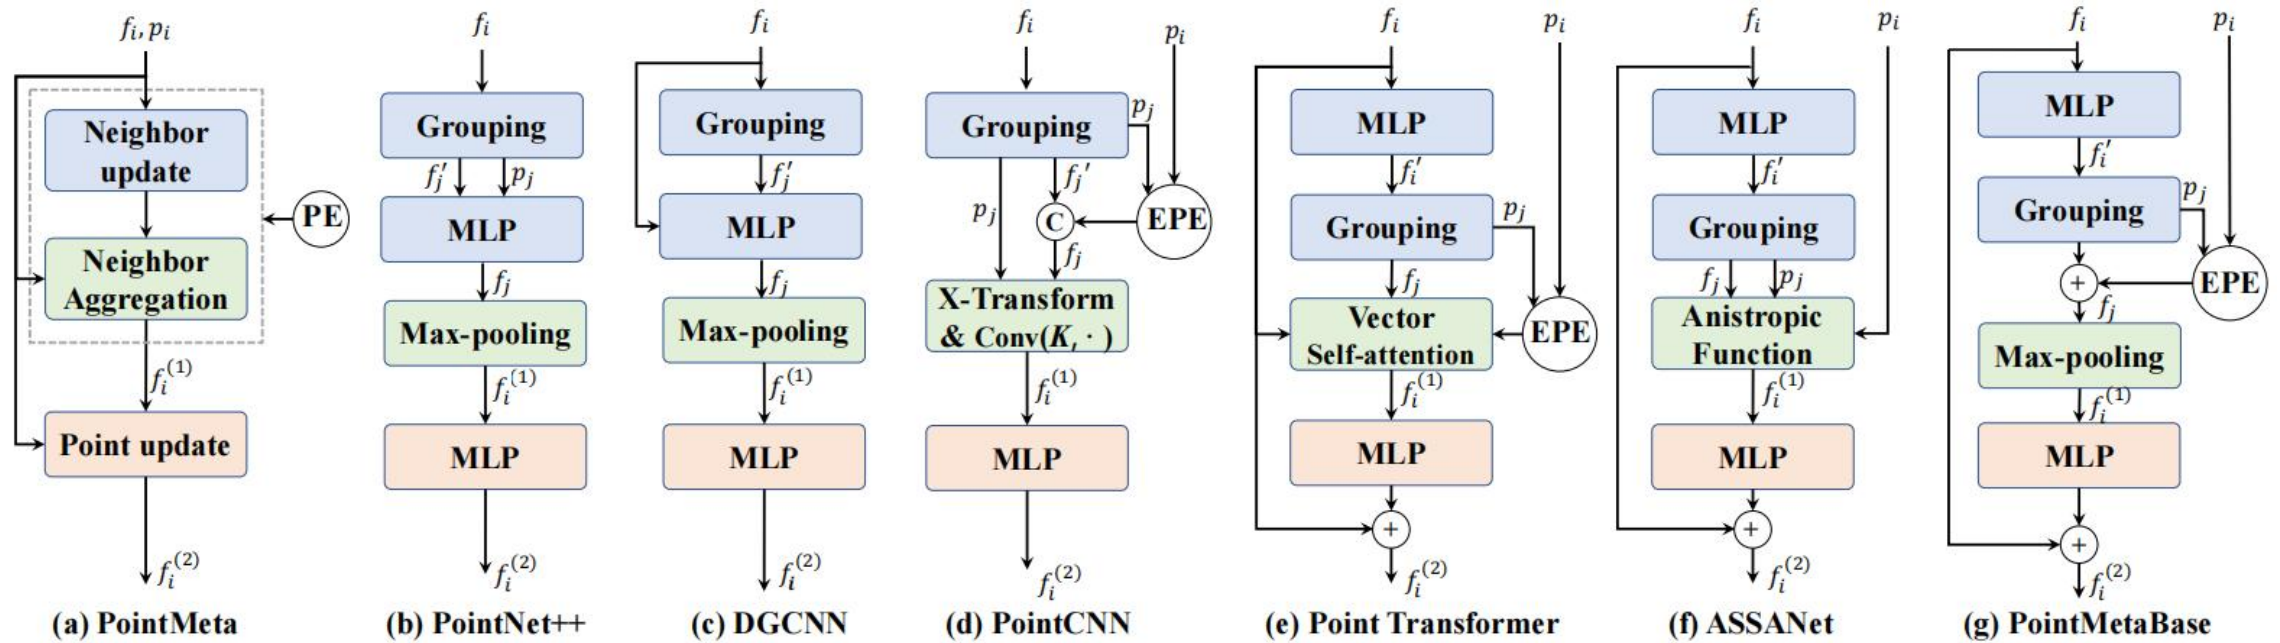 f_i, p_i
Neighbor
update
PE
Neighbor
Aggregation
f_i^{(1)}
Point update
f_i^{(2)}
(a) PointMeta
f_i
Grouping
f_j' p_j
MLP
f_j
Max-pooling
f_i^{(1)}
MLP
f_i^{(2)}
(b) PointNet++
f_i
Grouping
f_j'
MLP
f_j
Max-pooling
f_i^{(1)}
MLP
f_i^{(2)}
(c) DGCNN
f_i p_i
Grouping p_j
f_j'
p_j C EPE
f_j
X-Transform
& Conv(K, · )
f_i^{(1)}
MLP
f_i^{(2)}
(d) PointCNN
f_i p_i
MLP
f_i'
Grouping p_j
f_j
Vector
Self-attention
EPE
f_i^{(1)}
MLP
+
f_i^{(2)}
(e) Point Transformer
f_i p_i
MLP
f_i'
Grouping
f_j p_j
Anistropic
Function
f_i^{(1)}
MLP
+
f_i^{(2)}
(f) ASSANet
f_i p_i
MLP
f_i'
Grouping p_j
+ EPE
f_j
Max-pooling
f_i^{(1)}
MLP
+
f_i^{(2)}
(g) PointMetaBase